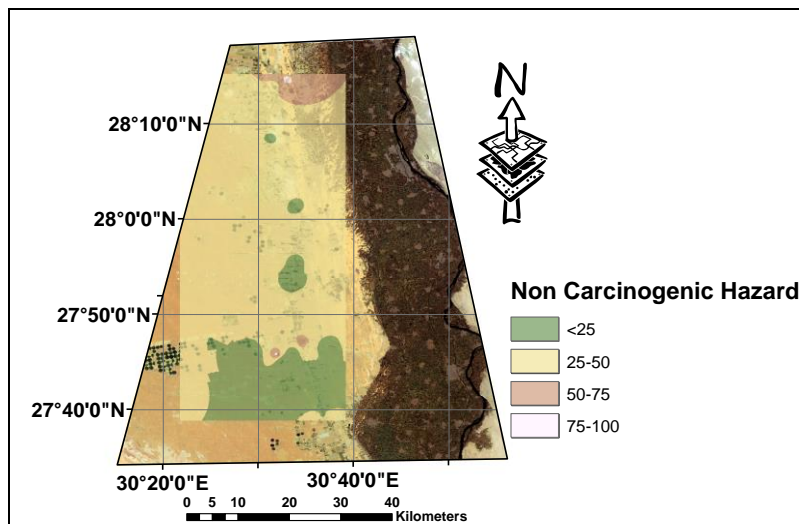 N
28°10'0"N
28°0'0"N
27°50'0"N
27°40'0"N
30°20'0"E
30°40'0"E
0 5 10 20 30 40
Kilometers
Non Carcinogenic Hazard
<25
25-50
50-75
75-100